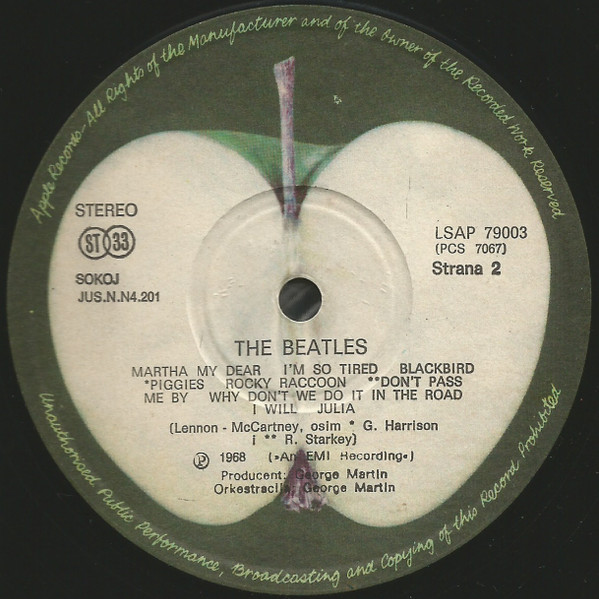 Apple Records–All Rights of the Manufacturer and of the Owner of the Recorded Work Reserved
STEREO
ST 33
SOKOJ
JUS.N.N4.201
LSAP 79003
(PCS 7067)
Strana 2
THE BEATLES
MARTHA MY DEAR I'M SO TIRED BLACKBIRD
*PIGGIES ROCKY RACCOON **DON'T PASS
ME BY WHY DON'T WE DO IT IN THE ROAD
I WILL JULIA
(Lennon - McCartney, osim * G. Harrison
i ** R. Starkey)
Ⓟ 1968 (»An EMI Recording«)
Producent: George Martin
Orkestracija: George Martin
Unauthorised Public Performance, Broadcasting and Copying of this Record Prohibited